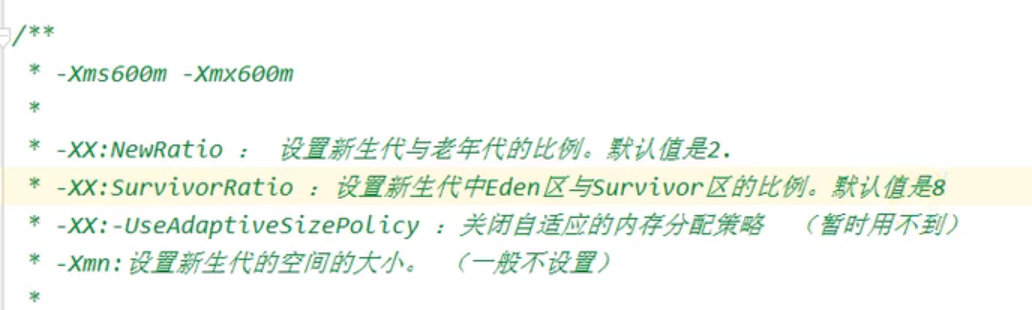 /**
* -Xms600m -Xmx600m
*
* -XX:NewRatio : 设置新生代与老年代的比例。默认值是2.
* -XX:SurvivorRatio :设置新生代中Eden区与Survivor区的比例。默认值是8
* -XX:-UseAdaptiveSizePolicy :关闭自适应的内存分配策略 （暂时用不到）
* -Xmn:设置新生代的空间的大小。 （一般不设置）
*